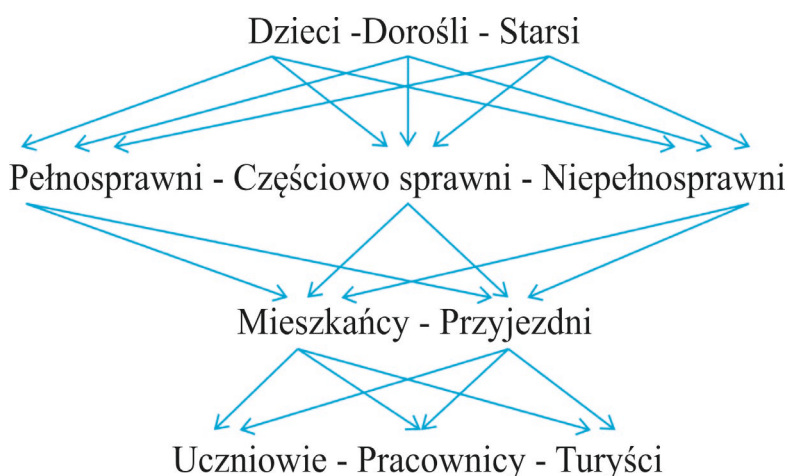 Dzieci -Dorośli - Starsi
Pełnosprawni - Częściowo sprawni - Niepełnosprawni
Mieszkańcy - Przyjezdni
Uczniowie - Pracownicy - Turyści